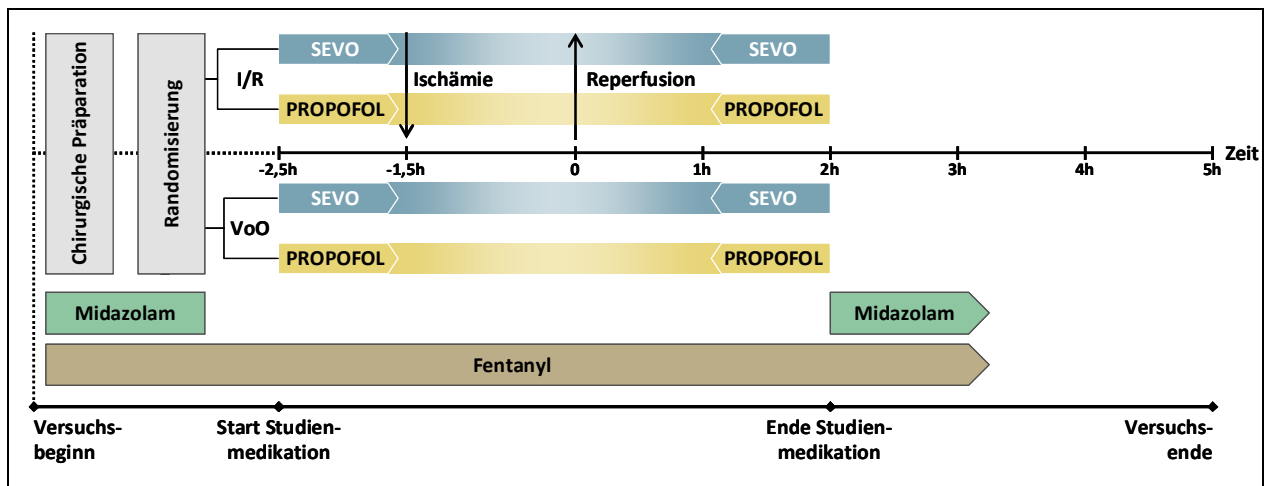 Chirurgische Präparation
Randomisierung
I/R
SEVO
SEVO
Ischämie
Reperfusion
PROPOFOL
PROPOFOL
-2,5h
-1,5h
0
1h
2h
3h
4h
5h
Zeit
VoO
SEVO
SEVO
PROPOFOL
PROPOFOL
Midazolam
Midazolam
Fentanyl
Versuchs-
beginn
Start Studien-
medikation
Ende Studien-
medikation
Versuchs-
ende